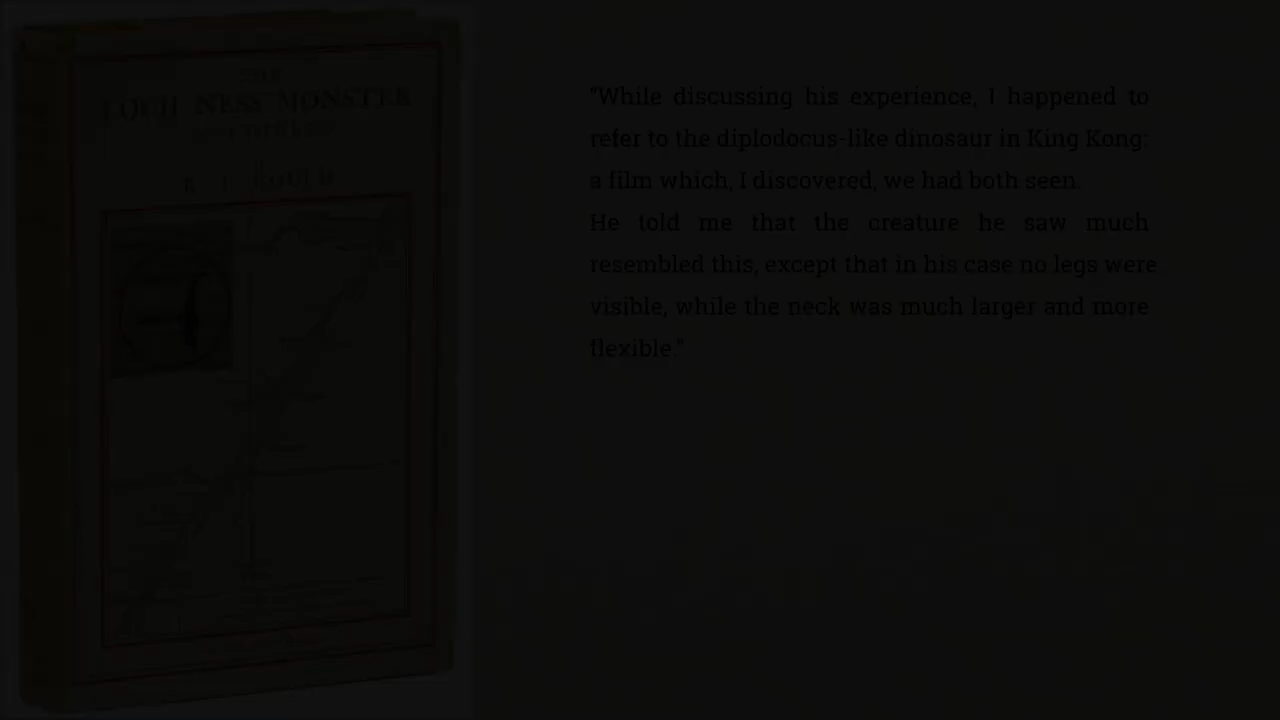 THE
LOCH NESS MONSTER
"While discussing his experience, I happened to
refer to the diplodocus-like dinosaur in King Kong:
a film which, I discovered, we had both seen.
He told me that the creature he saw much
resembled this, except that in his case no legs were
visible, while the neck was much larger and more
flexible."